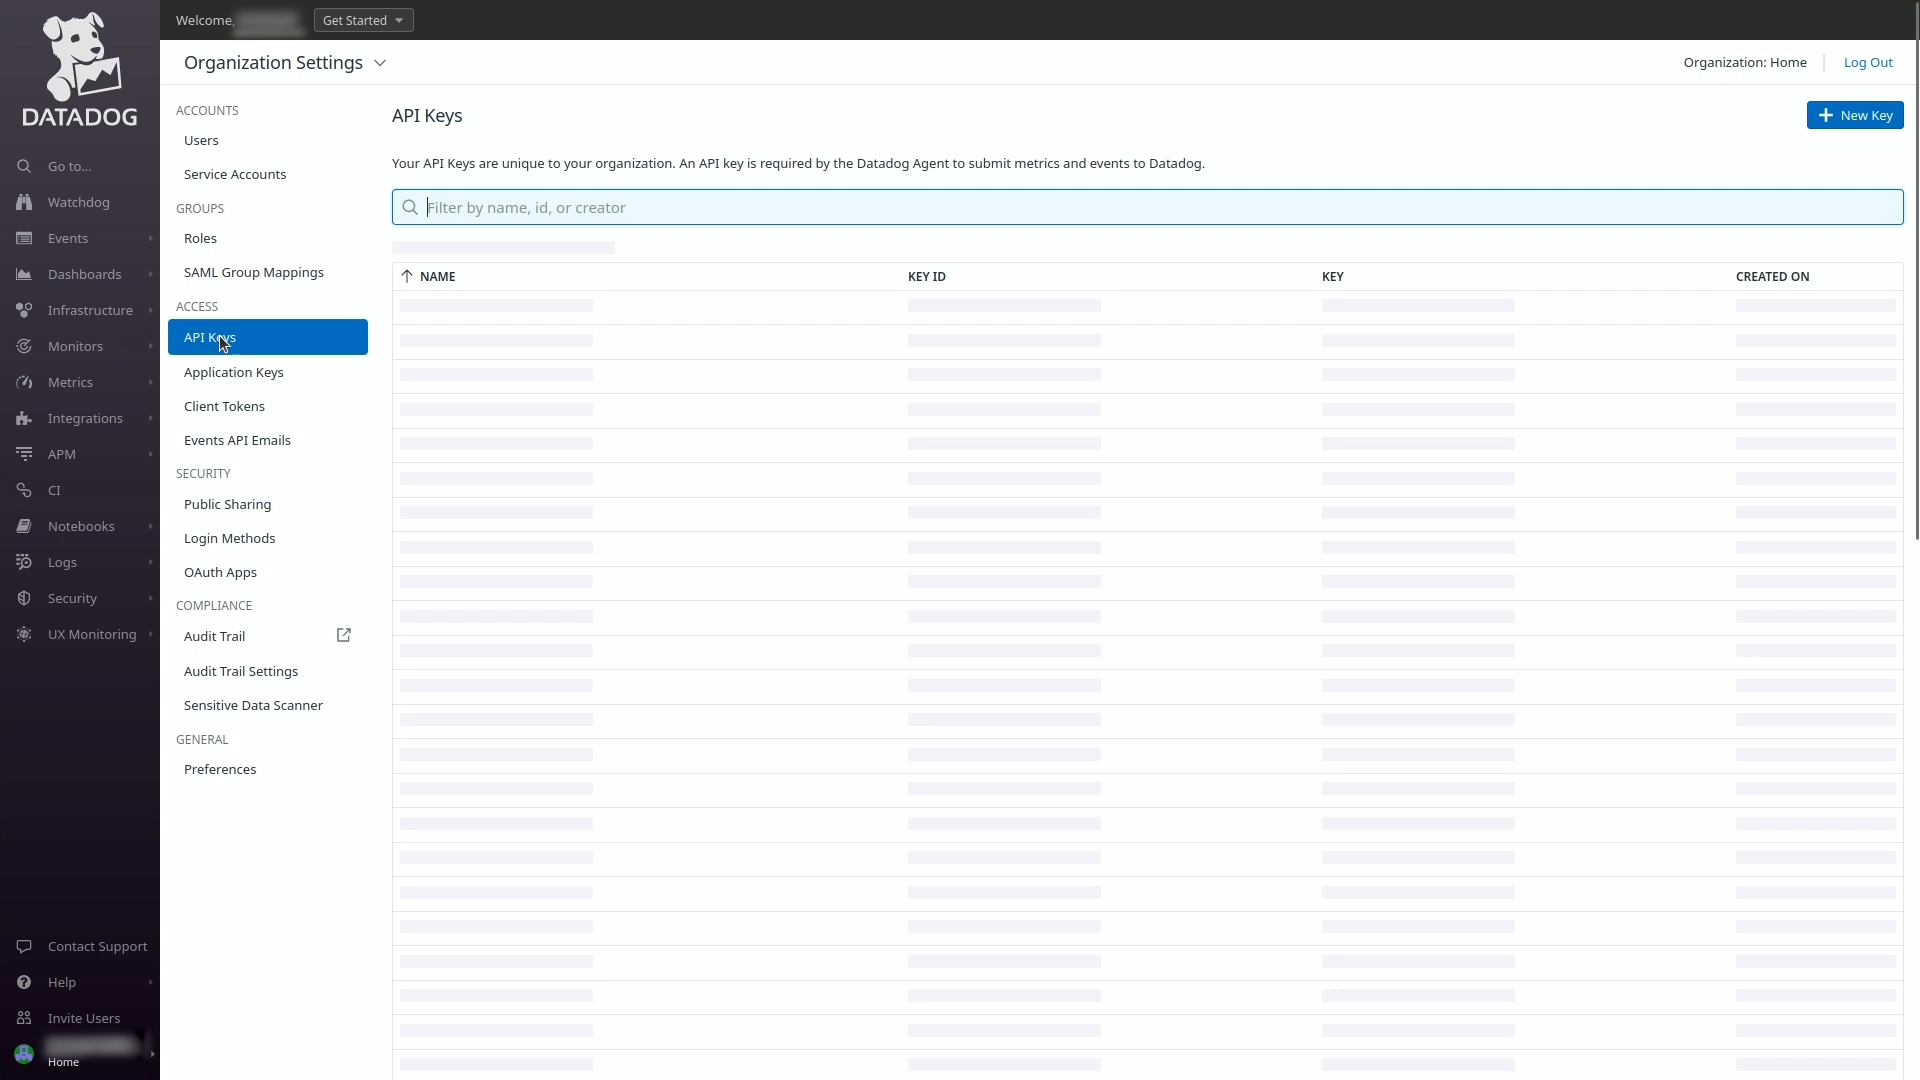 Welcome,
Get Started
DATADOG
Go to...
Watchdog
Events
Dashboards
Infrastructure
Monitors
Metrics
Integrations
APM
CI
Notebooks
Logs
Security
UX Monitoring
Contact Support
Help
Invite Users
Home
Organization Settings
Organization: Home
Log Out
ACCOUNTS
Users
Service Accounts
GROUPS
Roles
SAML Group Mappings
ACCESS
API Keys
Application Keys
Client Tokens
Events API Emails
SECURITY
Public Sharing
Login Methods
OAuth Apps
COMPLIANCE
Audit Trail
Audit Trail Settings
Sensitive Data Scanner
GENERAL
Preferences
API Keys
New Key
Your API Keys are unique to your organization. An API key is required by the Datadog Agent to submit metrics and events to Datadog.
Filter by name, id, or creator
NAME KEY ID KEY CREATED ON